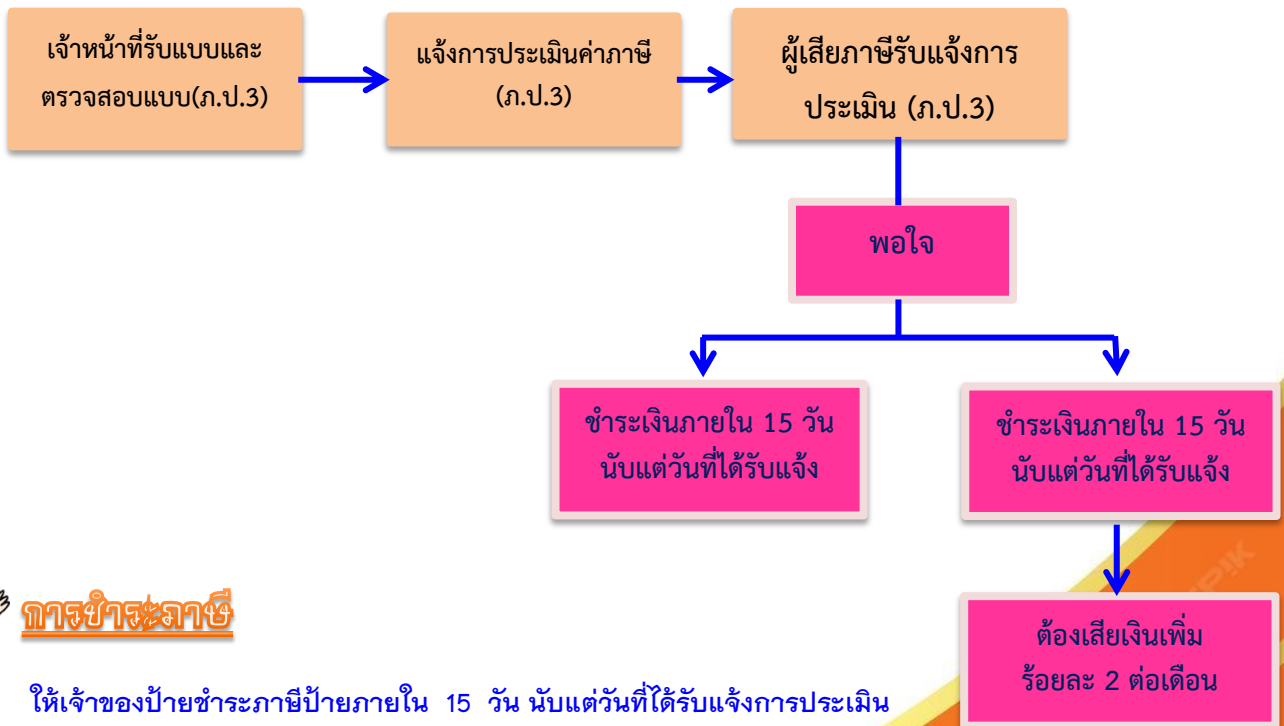 เจ้าหน้าที่รับแบบและ
ตรวจสอบแบบ(ภ.ป.3)
แจ้งการประเมินค่าภาษี
(ภ.ป.3)
ผู้เสียภาษีรับแจ้งการ
ประเมิน (ภ.ป.3)
พอใจ
ชำระเงินภายใน 15 วัน
นับแต่วันที่ได้รับแจ้ง
ชำระเงินภายใน 15 วัน
นับแต่วันที่ได้รับแจ้ง
ต้องเสียเงินเพิ่ม
ร้อยละ 2 ต่อเดือน
การชำระภาษี
ให้เจ้าของป้ายชำระภาษีป้ายภายใน 15 วัน นับแต่วันที่ได้รับแจ้งการประเมิน